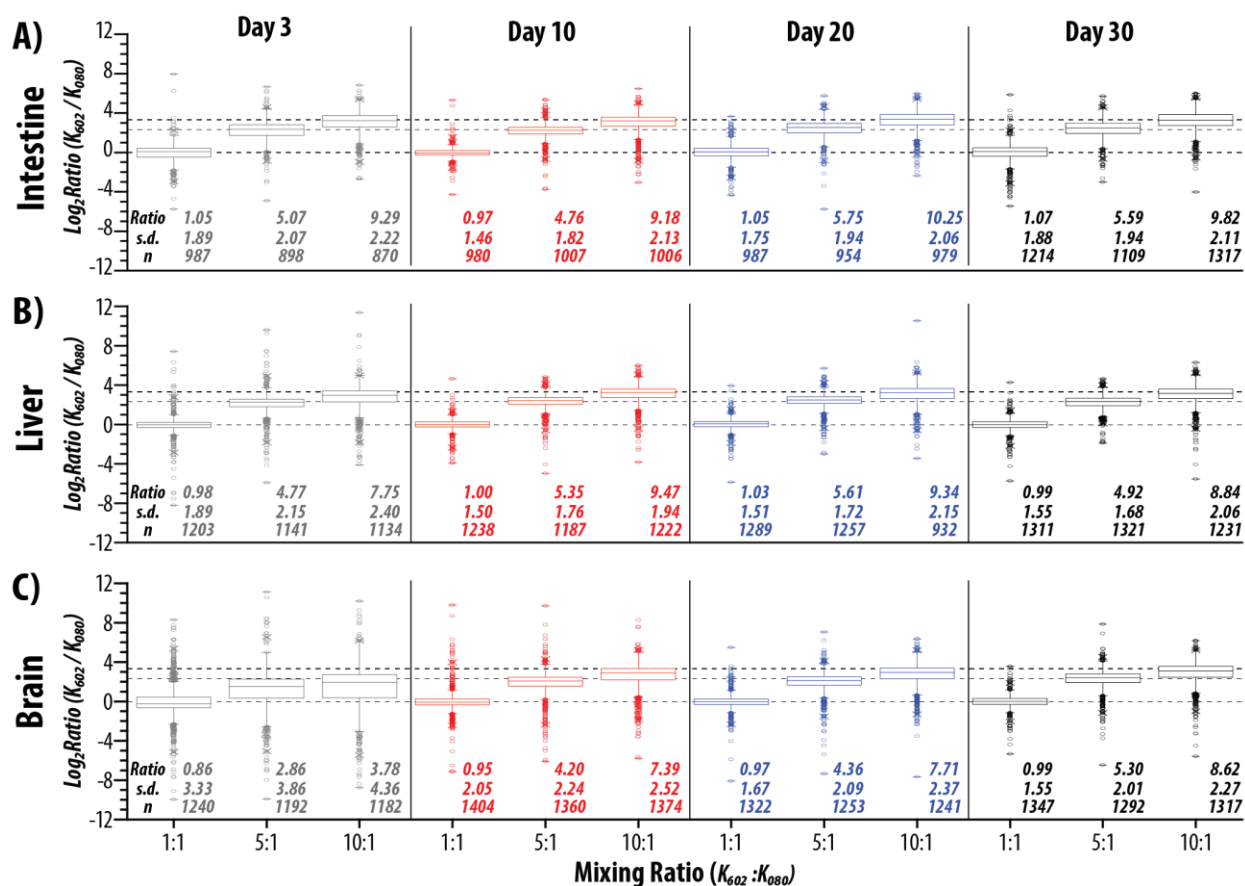 Day 3 Day 10 Day 20 Day 30
A)
Intestine
Log2Ratio (K602 / K080)
12
8
4
0
-4
-8
-12
Ratio 1.05 5.07 9.29 0.97 4.76 9.18 1.05 5.75 10.25 1.07 5.59 9.82
s.d. 1.89 2.07 2.22 1.46 1.82 2.13 1.75 1.94 2.06 1.88 1.94 2.11
n 987 898 870 980 1007 1006 987 954 979 1214 1109 1317
B)
Liver
Log2Ratio (K602 / K080)
12
8
4
0
-4
-8
-12
Ratio 0.98 4.77 7.75 1.00 5.35 9.47 1.03 5.61 9.34 0.99 4.92 8.84
s.d. 1.89 2.15 2.40 1.50 1.76 1.94 1.51 1.72 2.15 1.55 1.68 2.06
n 1203 1141 1134 1238 1187 1222 1289 1257 932 1311 1321 1231
C)
Brain
Log2Ratio (K602 / K080)
12
8
4
0
-4
-8
-12
Ratio 0.86 2.86 3.78 0.95 4.20 7.39 0.97 4.36 7.71 0.99 5.30 8.62
s.d. 3.33 3.86 4.36 2.05 2.24 2.52 1.67 2.09 2.37 1.55 2.01 2.27
n 1240 1192 1182 1404 1360 1374 1322 1253 1241 1347 1292 1317
1:1 5:1 10:1 1:1 5:1 10:1 1:1 5:1 10:1 1:1 5:1 10:1
Mixing Ratio (K602 :K080)